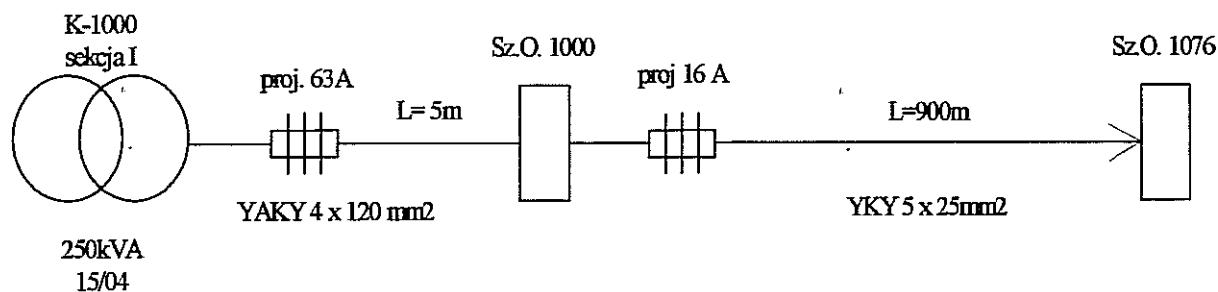 K-1000
sekcja I
proj. 63A
L= 5m
YAKY 4 x 120 mm2
250kVA
15/04
Sz.O. 1000
proj 16 A
L=900m
YKY 5 x 25mm2
Sz.O. 1076